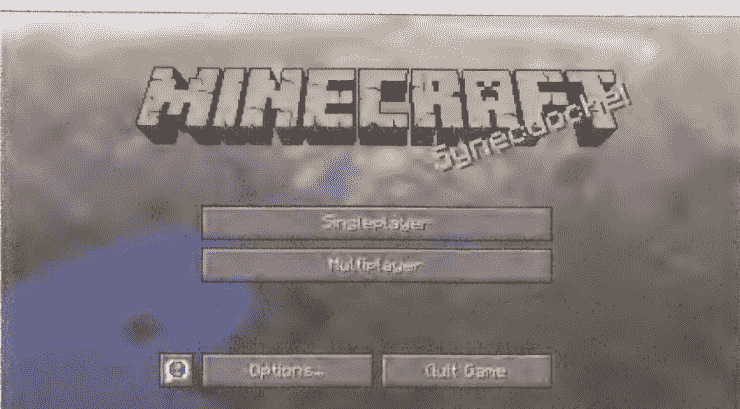 MINECRAFT
Synecdoche!
Singleplayer
Multiplayer
Options...
Quit Game